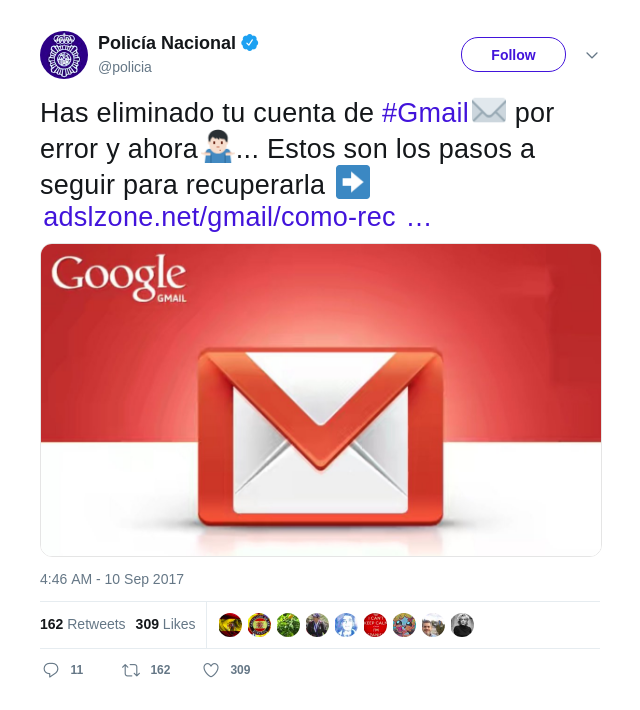 Policía Nacional
@policia
Follow
Has eliminado tu cuenta de #Gmail por
error y ahora ... Estos son los pasos a
seguir para recuperarla
adslzone.net/gmail/como-rec …
Google
GMAIL
4:46 AM - 10 Sep 2017
162 Retweets 309 Likes
11 162 309